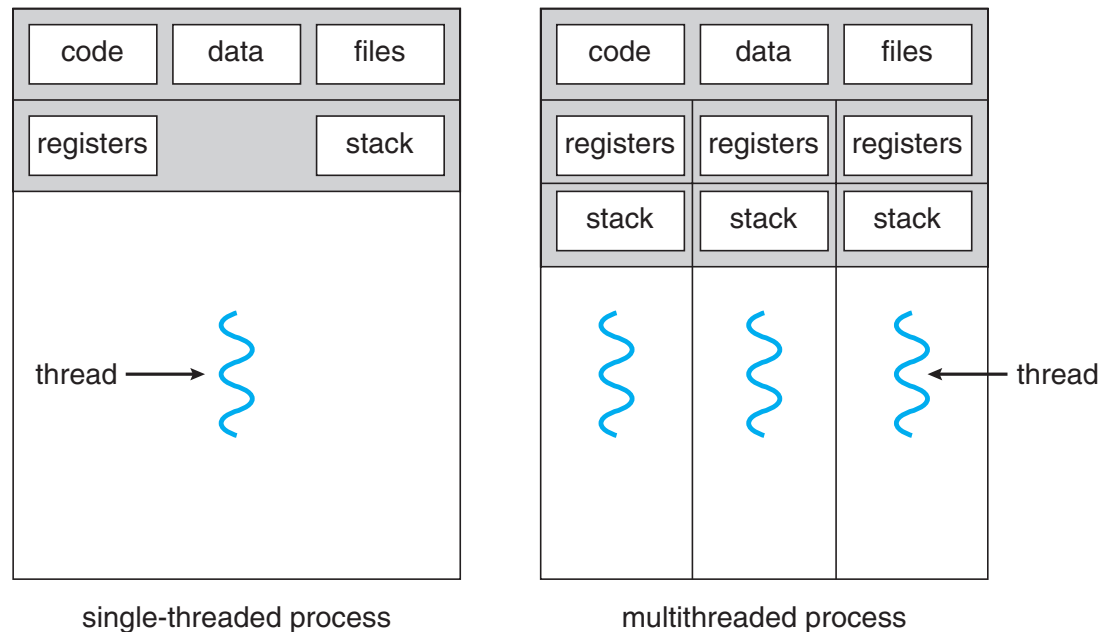 code data files
registers stack
thread
single-threaded process
code data files
registers registers registers
stack stack stack
thread
multithreaded process